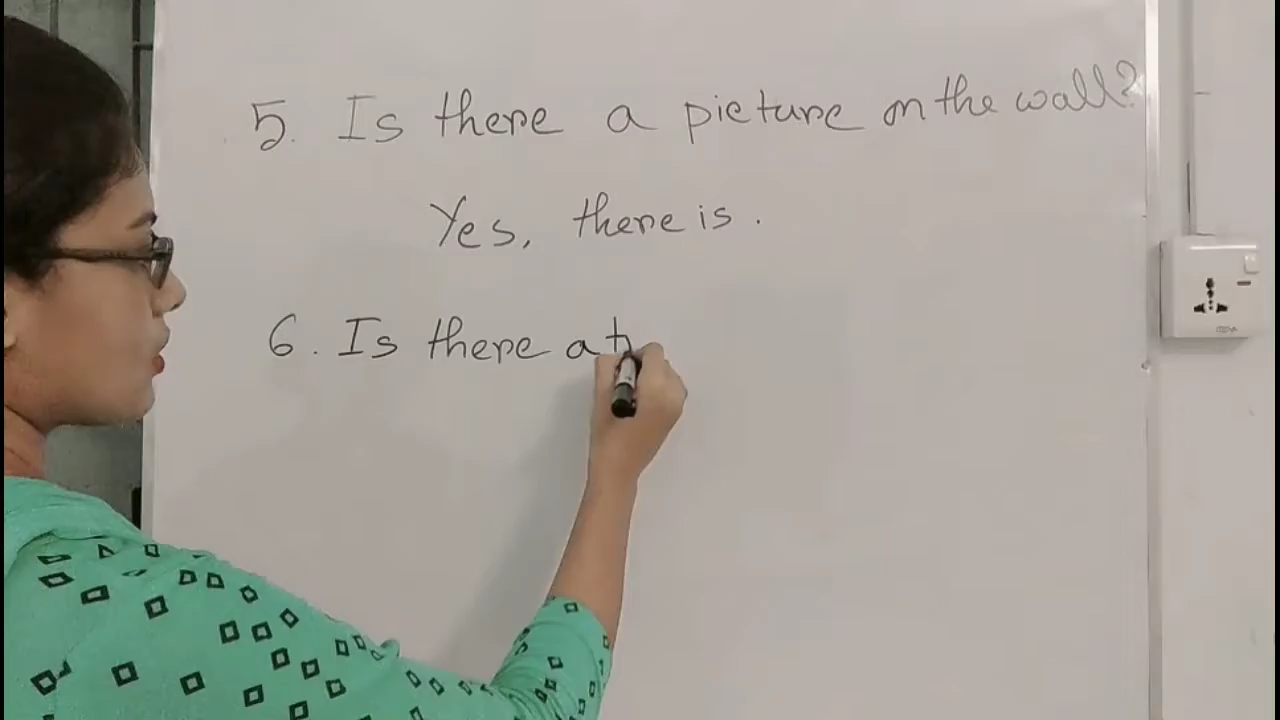 5. Is there a picture on the wall?
Yes, there is.
6. Is there a t